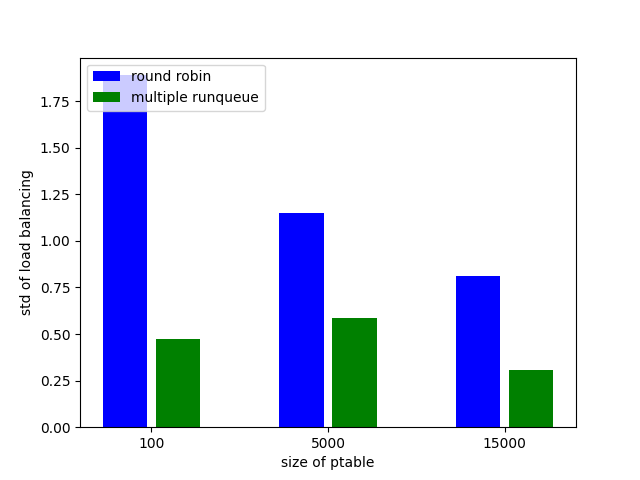 round robin
multiple runqueue
std of load balancing
1.75
1.50
1.25
1.00
0.75
0.50
0.25
0.00
100
5000
15000
size of ptable